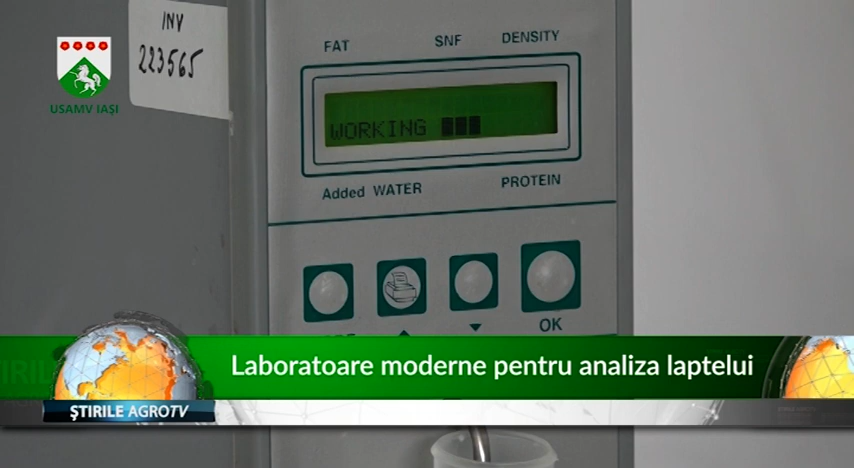 INV
223565
USAMV IAȘI
FAT
SNF
DENSITY
WORKING
Added WATER
PROTEIN
OK
Laboratoare moderne pentru analiza laptelui
ȘTIRILE AGROTV